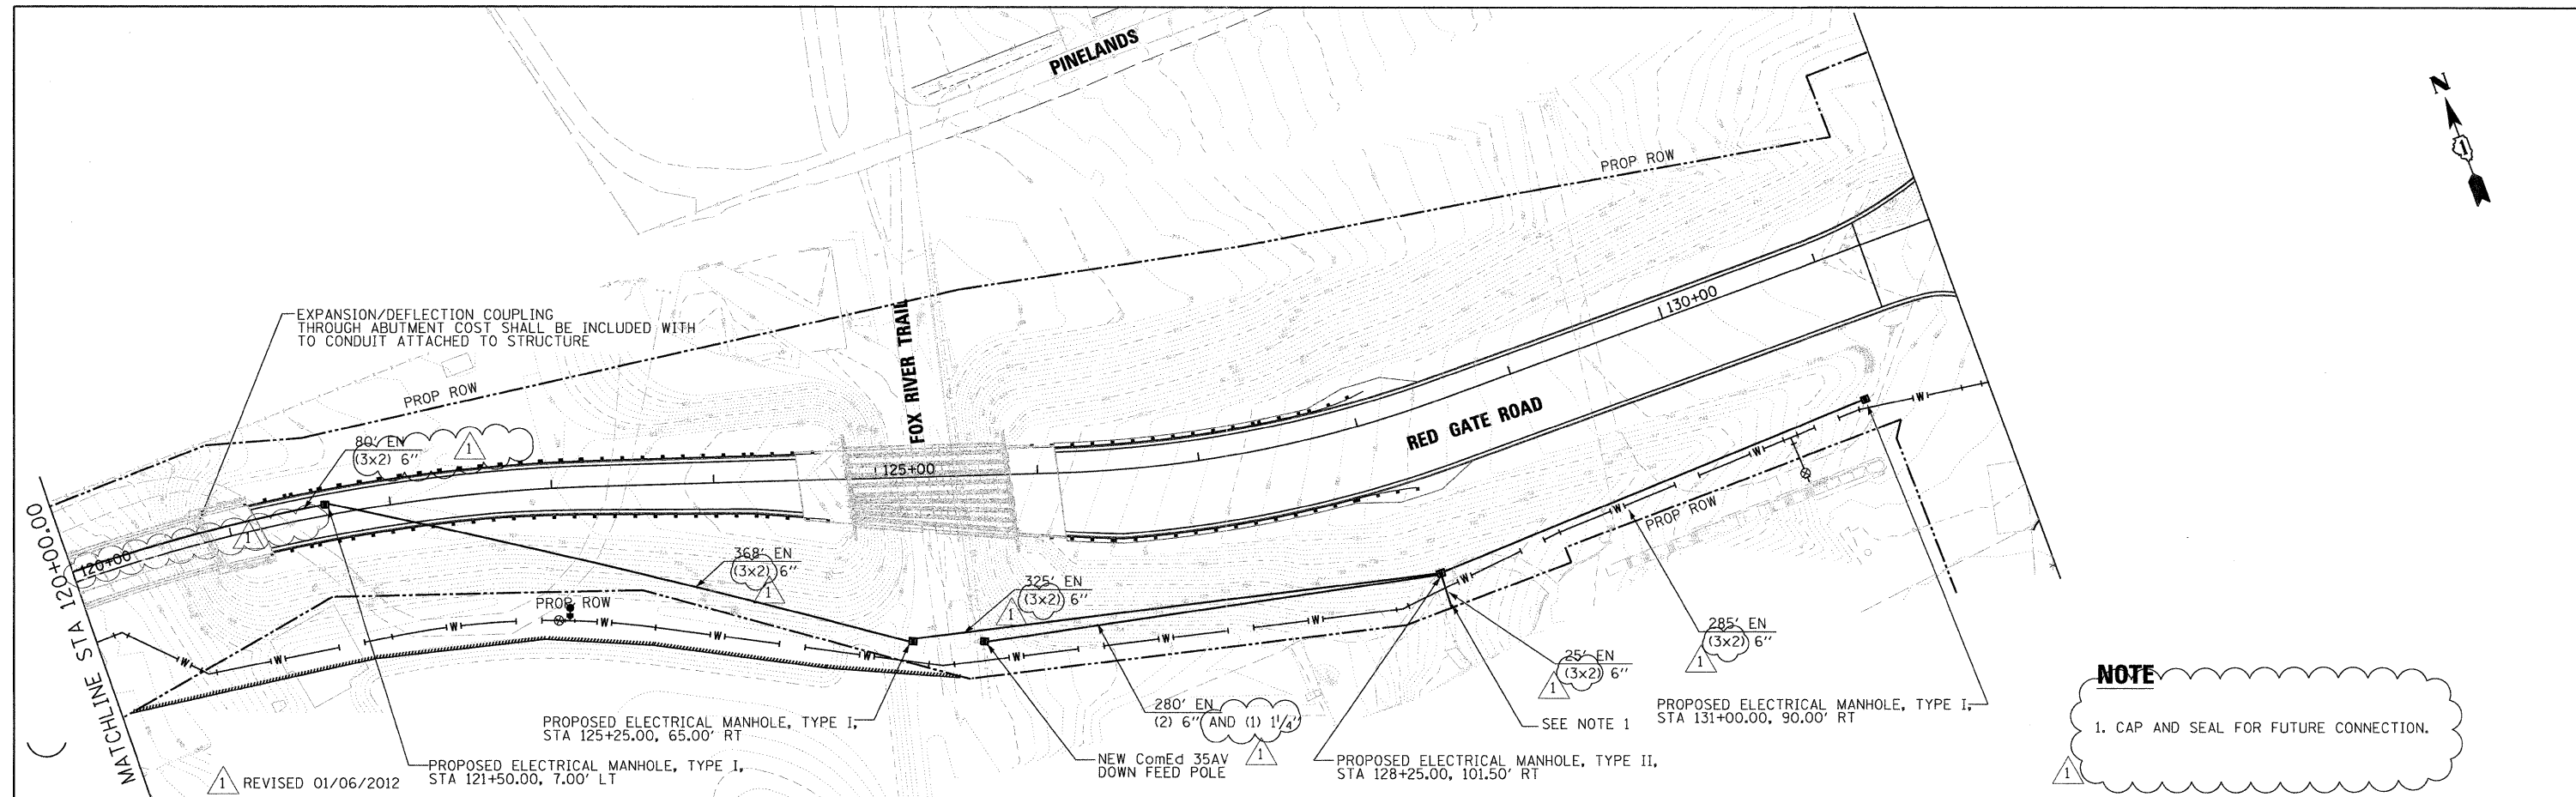 PINELANDS
N
1
PROP ROW
EXPANSION/DEFLECTION COUPLING
THROUGH ABUTMENT COST SHALL BE INCLUDED WITH
TO CONDUIT ATTACHED TO STRUCTURE
130+00
FOX RIVER TRAIL
PROP ROW
RED GATE ROAD
W
80' EN
(3x2) 6"
1
125+00
1
120+00
MATCHLINE STA 120+00.00
W
PROP ROW
368' EN
(3x2) 6"
1
325' EN
(3x2) 6"
1
PROP ROW
W
W
W
W
W
W
W
W
W
W
W
285' EN
(3x2) 6"
1
25' EN
(3x2) 6"
1
280' EN
(2) 6" AND (1) 1 1/4"
1
SEE NOTE 1
PROPOSED ELECTRICAL MANHOLE, TYPE I,
STA 131+00.00, 90.00' RT
PROPOSED ELECTRICAL MANHOLE, TYPE I,
STA 125+25.00, 65.00' RT
NEW ComEd 35AV
DOWN FEED POLE
PROPOSED ELECTRICAL MANHOLE, TYPE II,
STA 128+25.00, 101.50' RT
PROPOSED ELECTRICAL MANHOLE, TYPE I,
STA 121+50.00, 7.00' LT
1 REVISED 01/06/2012
NOTE
1. CAP AND SEAL FOR FUTURE CONNECTION.
1